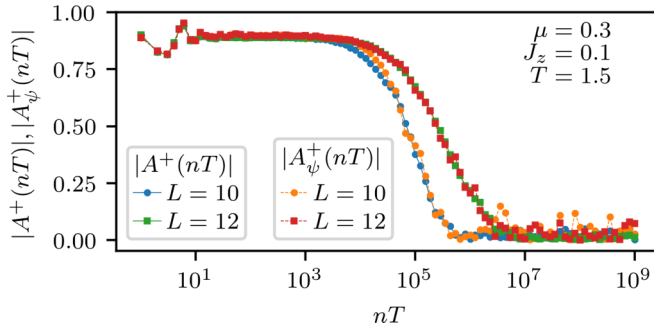 1.00
0.75
0.50
0.25
0.00
|A⁺(nT)|, |A⁺_ψ(nT)|
μ = 0.3
J_z = 0.1
T = 1.5
|A⁺(nT)|
L = 10
L = 12
|A⁺_ψ(nT)|
L = 10
L = 12
10¹ 10³ 10⁵ 10⁷ 10⁹
nT